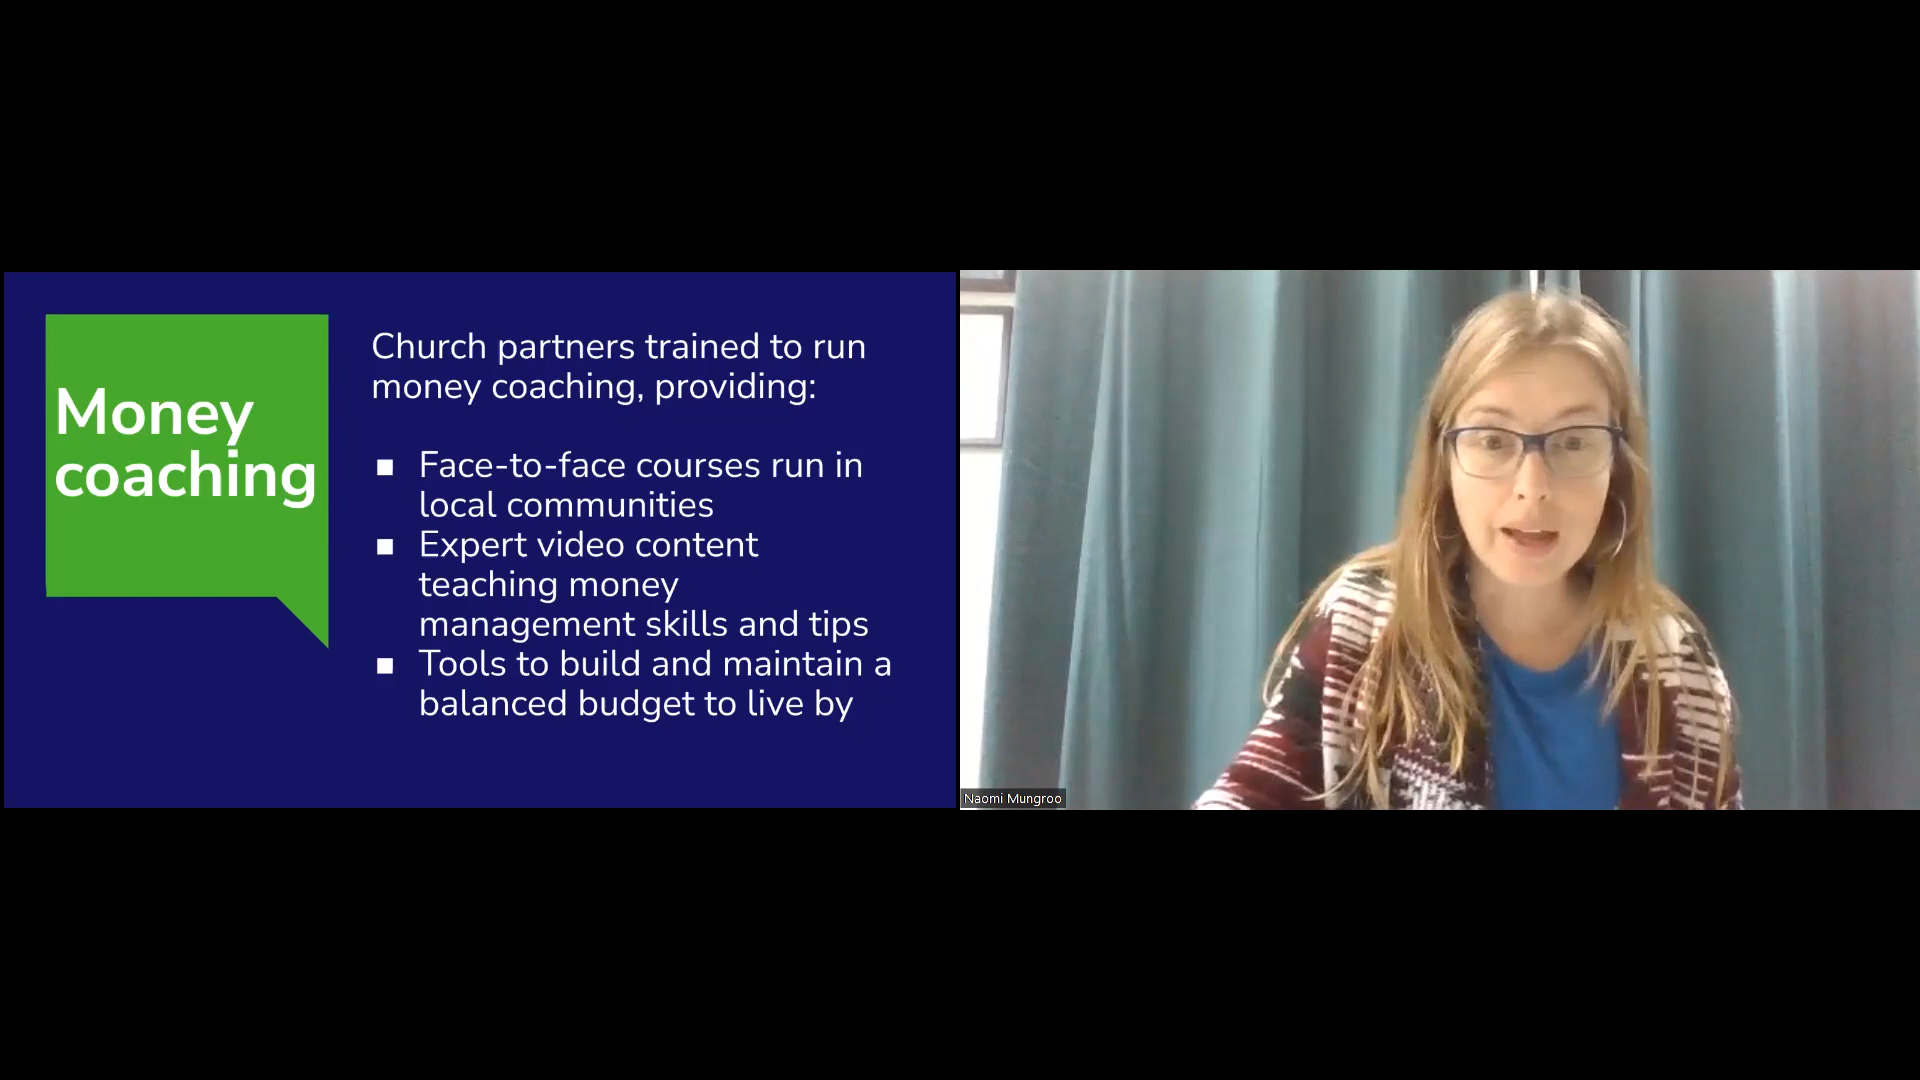 Money
coaching
Church partners trained to run
money coaching, providing:
▪ Face-to-face courses run in
local communities
▪ Expert video content
teaching money
management skills and tips
▪ Tools to build and maintain a
balanced budget to live by
Naomi Mungroo